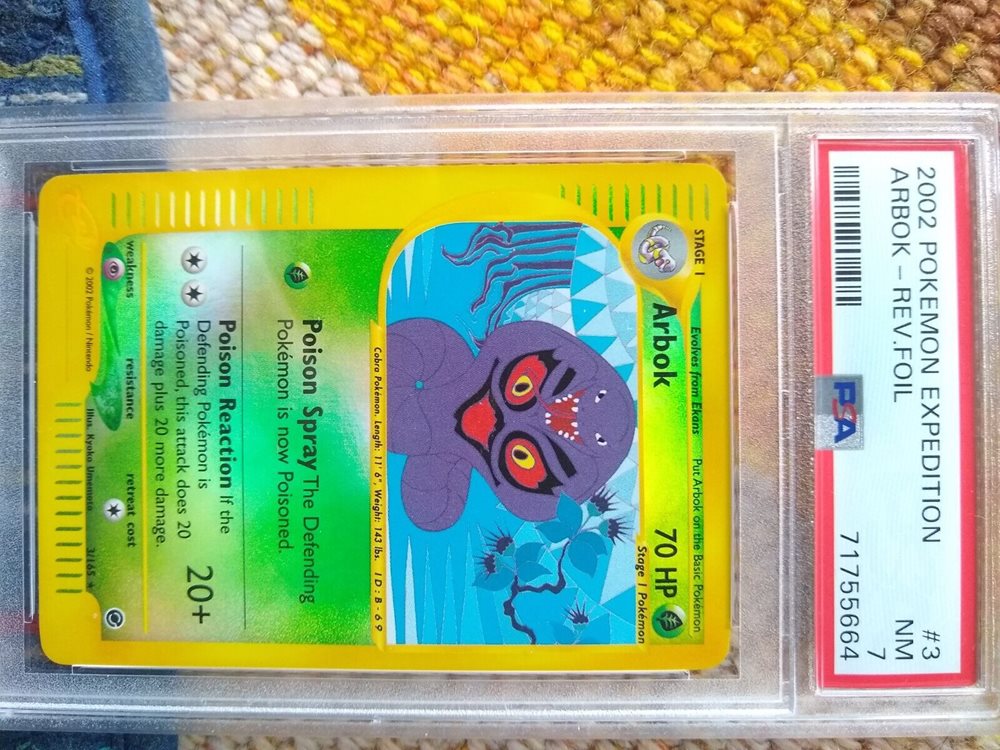 2002 POKEMON EXPEDITION #3
ARBOK - REV.FOIL NM 7
71755664
PSA
STAGE 1
Evolves from Ekans Put Arbok on the Basic Pokémon
Stage 1 Pokémon
Arbok 70 HP
Cobra Pokémon. Length: 11' 6", Weight: 143 lbs. ID: B-69
Poison Spray The Defending
Pokémon is now Poisoned.
Poison Reaction If the
Defending Pokémon is
Poisoned, this attack does 20
damage plus 20 more damage.
20+
weakness resistance retreat cost
Illus. Kyoko Umemoto 3/165
© 2002 Pokémon / Nintendo